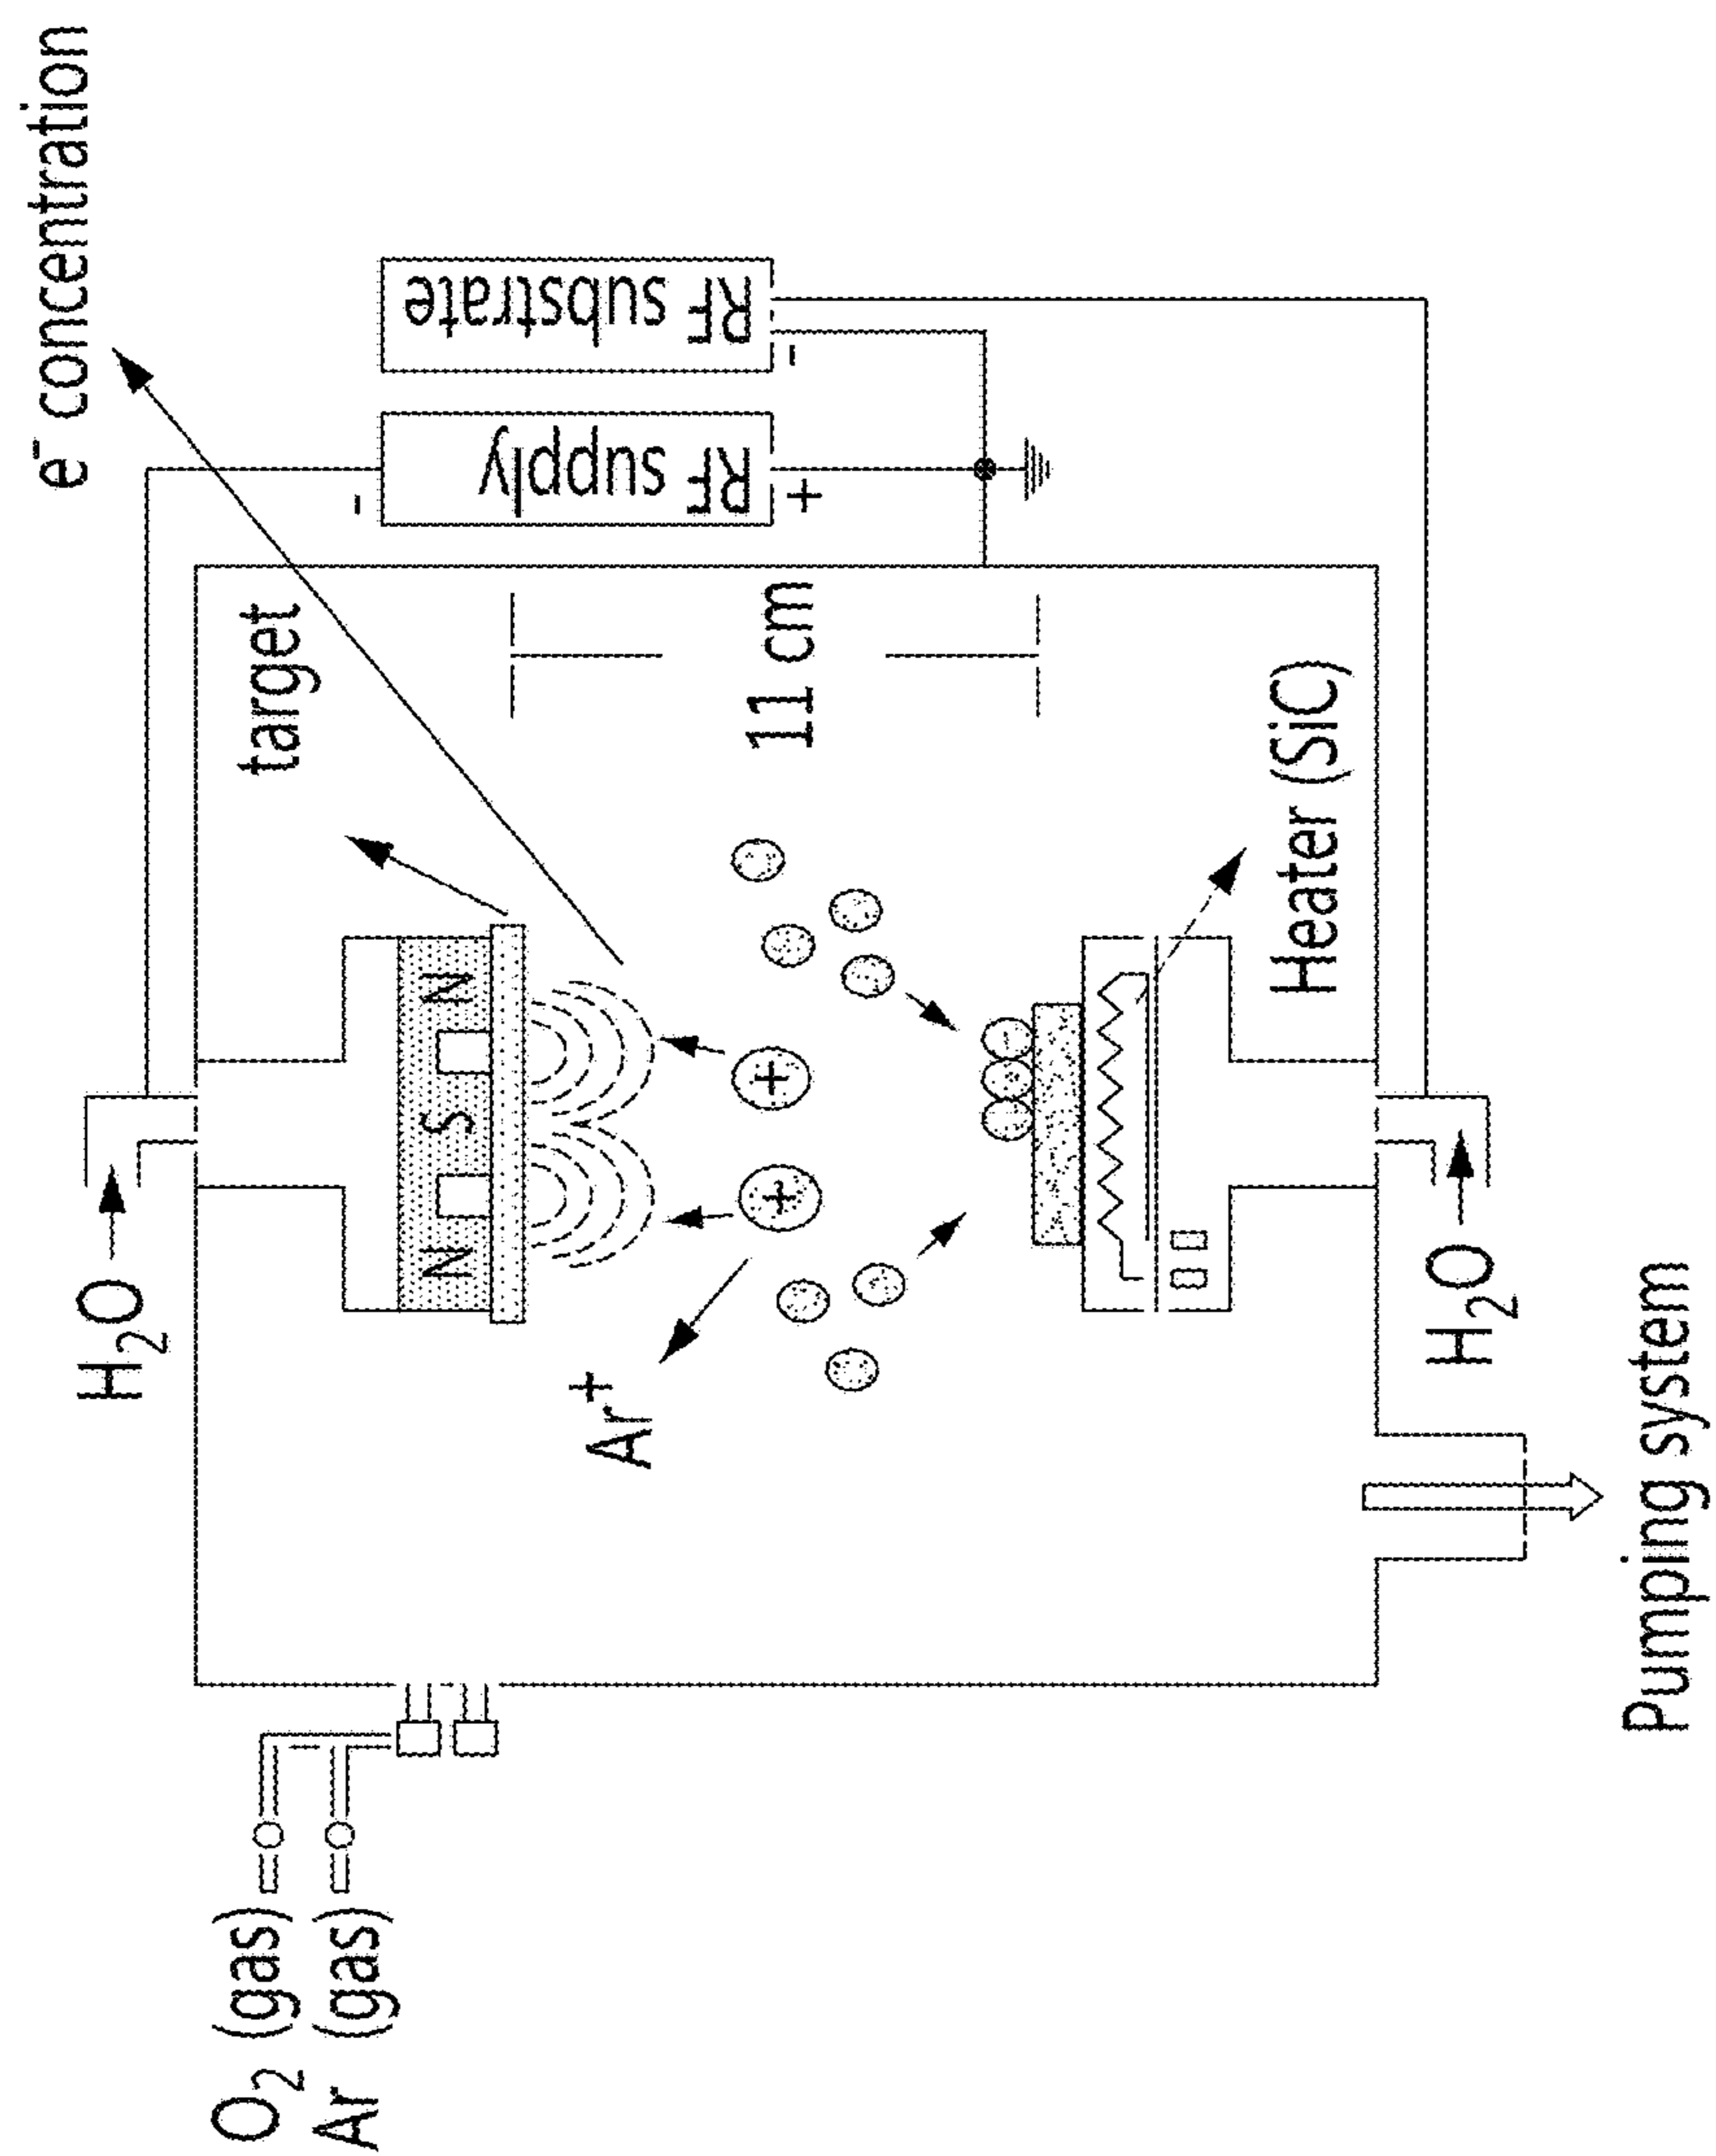 e⁻ concentration
RF substrate
-
RF supply
-
+
target
11 cm
Heater (SiC)
N S N
+
+
Ar⁺
H₂O
H₂O
Pumping system
O₂ (gas)
Ar (gas)